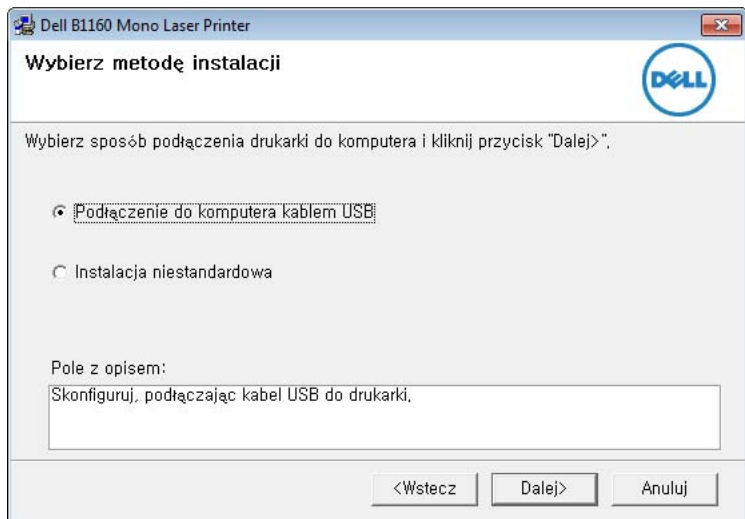 Dell B1160 Mono Laser Printer
Wybierz metodę instalacji
DELL
Wybierz sposób podłączenia drukarki do komputera i kliknij przycisk "Dalej>",
Podłączenie do komputera kablem USB
Instalacja niestandardowa
Pole z opisem:
Skonfiguruj, podłączając kabel USB do drukarki,
<Wstecz Dalej> Anuluj